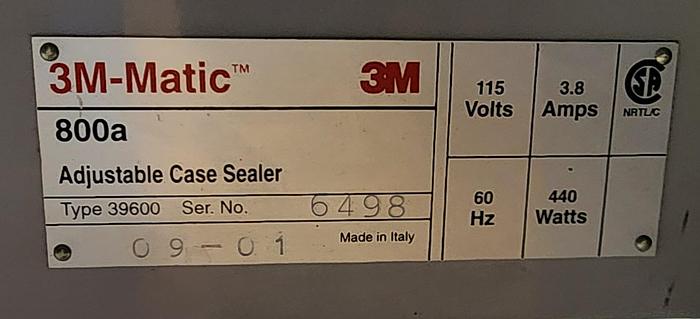 3M-Matic™ 3M
800a
Adjustable Case Sealer
Type 39600 Ser. No. 6498
09-01 Made in Italy
115 Volts
3.8 Amps
SA
NRTL/C
60 Hz
440 Watts